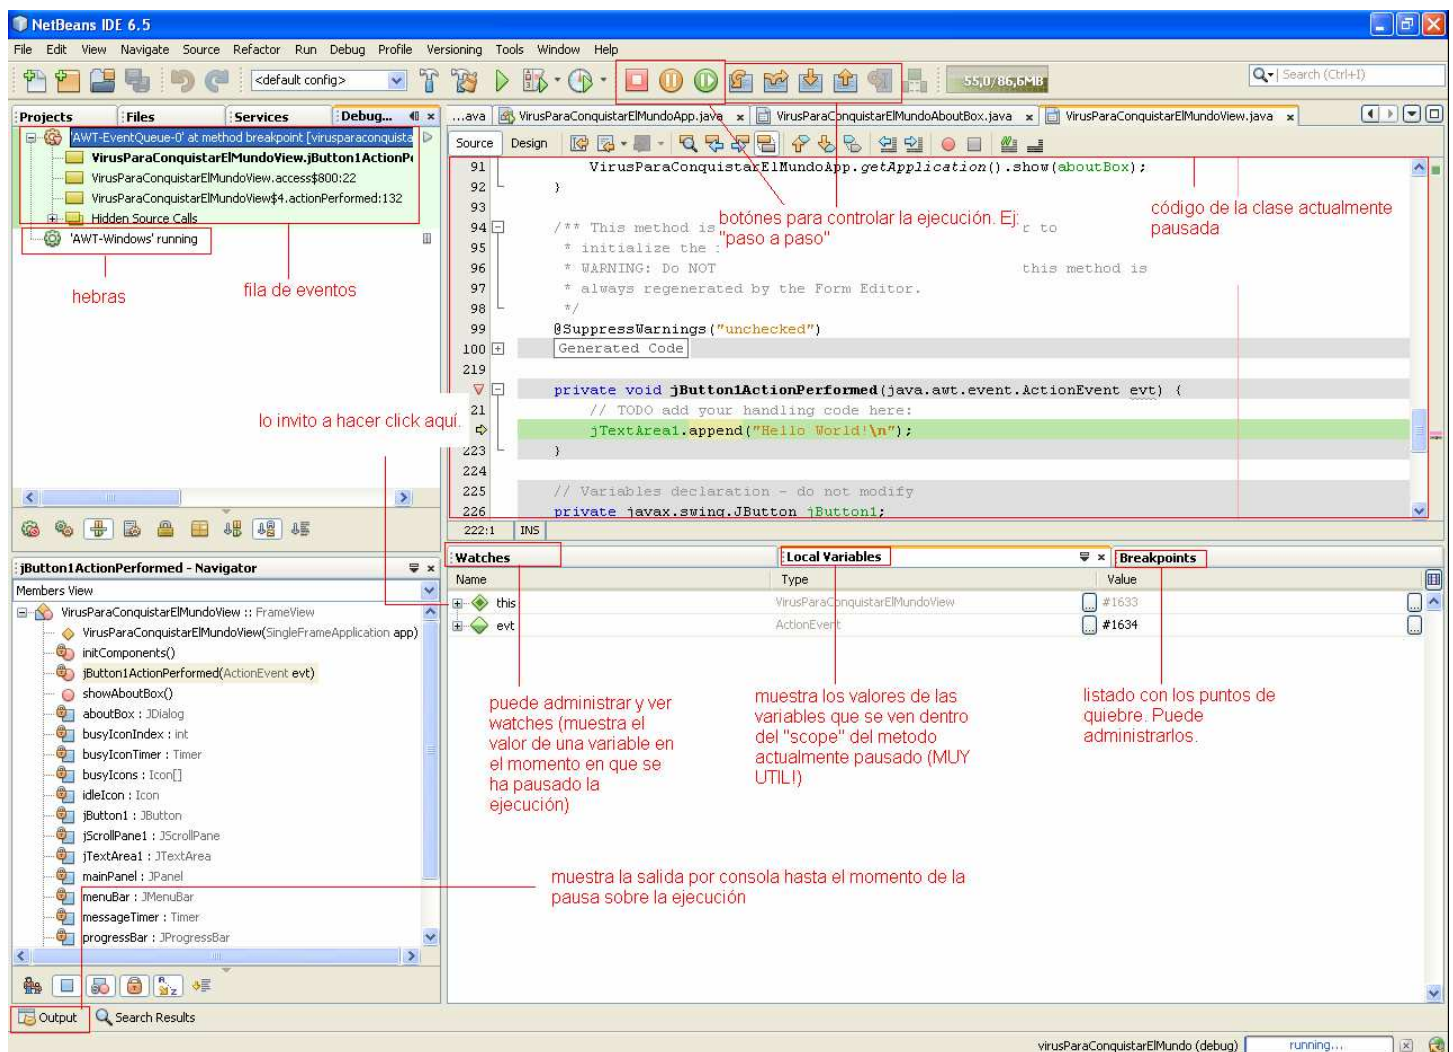 NetBeans IDE 6.5
File Edit View Navigate Source Refactor Run Debug Profile Versioning Tools Window Help
<default config>
55,0/86,6MB
Search (Ctrl+I)
Projects Files Services Debug...
'AWT-EventQueue-0' at method breakpoint [virusparaconquista
VirusParaConquistarElMundoView.jButton1ActionPe
VirusParaConquistarElMundoView.access$800:22
VirusParaConquistarElMundoView$4.actionPerformed:132
Hidden Source Calls
'AWT-Windows' running
hebras
fila de eventos
lo invito a hacer click aquí.
...ava VirusParaConquistarElMundoApp.java VirusParaConquistarElMundoAboutBox.java VirusParaConquistarElMundoView.java
Source Design
91 VirusParaConquistarElMundoApp.getApplication().show(aboutBox);
92 }
93
94 /** This method is r to
95 * initialize the :
96 * WARNING: Do NOT this method is
97 * always regenerated by the Form Editor.
98 */
99 @SuppressWarnings("unchecked")
100 Generated Code
219
private void jButton1ActionPerformed(java.awt.event.ActionEvent evt) {
21 // TODO add your handling code here:
jTextArea1.append("Hello World!\n");
223 }
224
225 // Variables declaration - do not modify
226 private javax.swing.JButton jButton1;
botónes para controlar la ejecución. Ej:
"paso a paso"
código de la clase actualmente
pausada
222:1 INS
jButton1ActionPerformed - Navigator
Members View
VirusParaConquistarElMundoView :: FrameView
VirusParaConquistarElMundoView(SingleFrameApplication app)
initComponents()
jButton1ActionPerformed(ActionEvent evt)
showAboutBox()
aboutBox : JDialog
busyIconIndex : int
busyIconTimer : Timer
busyIcons : Icon[]
idleIcon : Icon
jButton1 : JButton
jScrollPane1 : JScrollPane
jTextArea1 : JTextArea
mainPanel : JPanel
menuBar : JMenuBar
messageTimer : Timer
progressBar : JProgressBar
Watches Local Variables Breakpoints
Name Type Value
this VirusParaConquistarElMundoView #1633
evt ActionEvent #1634
puede administrar y ver
watches (muestra el
valor de una variable en
el momento en que se
ha pausado la
ejecución)
muestra los valores de las
variables que se ven dentro
del "scope" del metodo
actualmente pausado (MUY
UTIL!)
listado con los puntos de
quiebre. Puede
administrarlos.
muestra la salida por consola hasta el momento de la
pausa sobre la ejecución
Output Search Results
virusParaConquistarElMundo (debug) running...